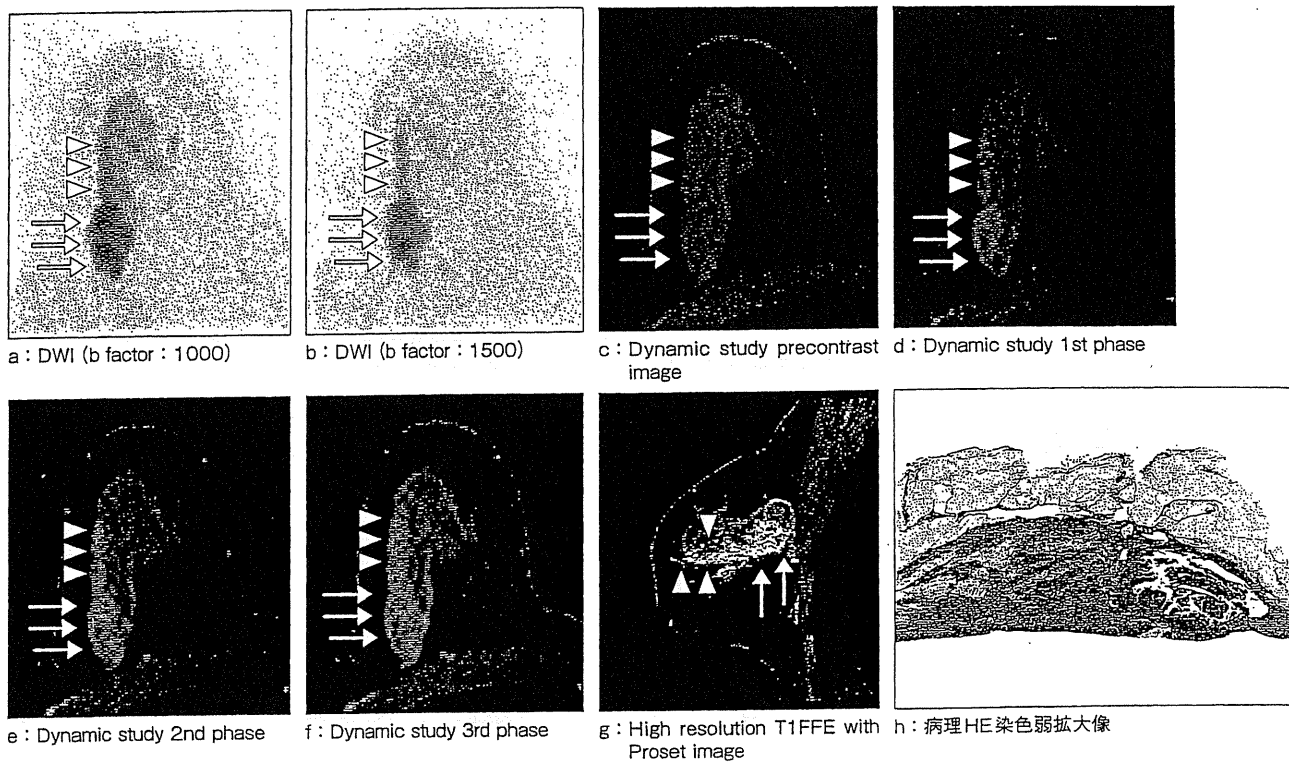 a : DWI (b factor : 1000)
b : DWI (b factor : 1500)
c : Dynamic study precontrast
image
d : Dynamic study 1st phase
e : Dynamic study 2nd phase
f : Dynamic study 3rd phase
g : High resolution T1FFE with
Proset image
h : 病理HE染色弱拡大像